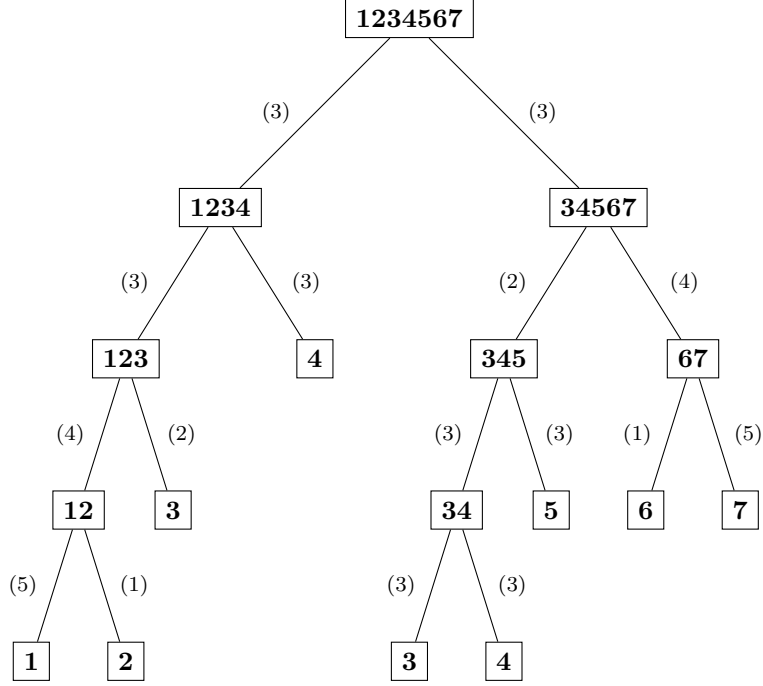 1234567
(3) (3)
1234 34567
(3) (3) (2) (4)
123 4 345 67
(4) (2) (3) (3) (1) (5)
12 3 34 5 6 7
(5) (1) (3) (3)
1 2 3 4